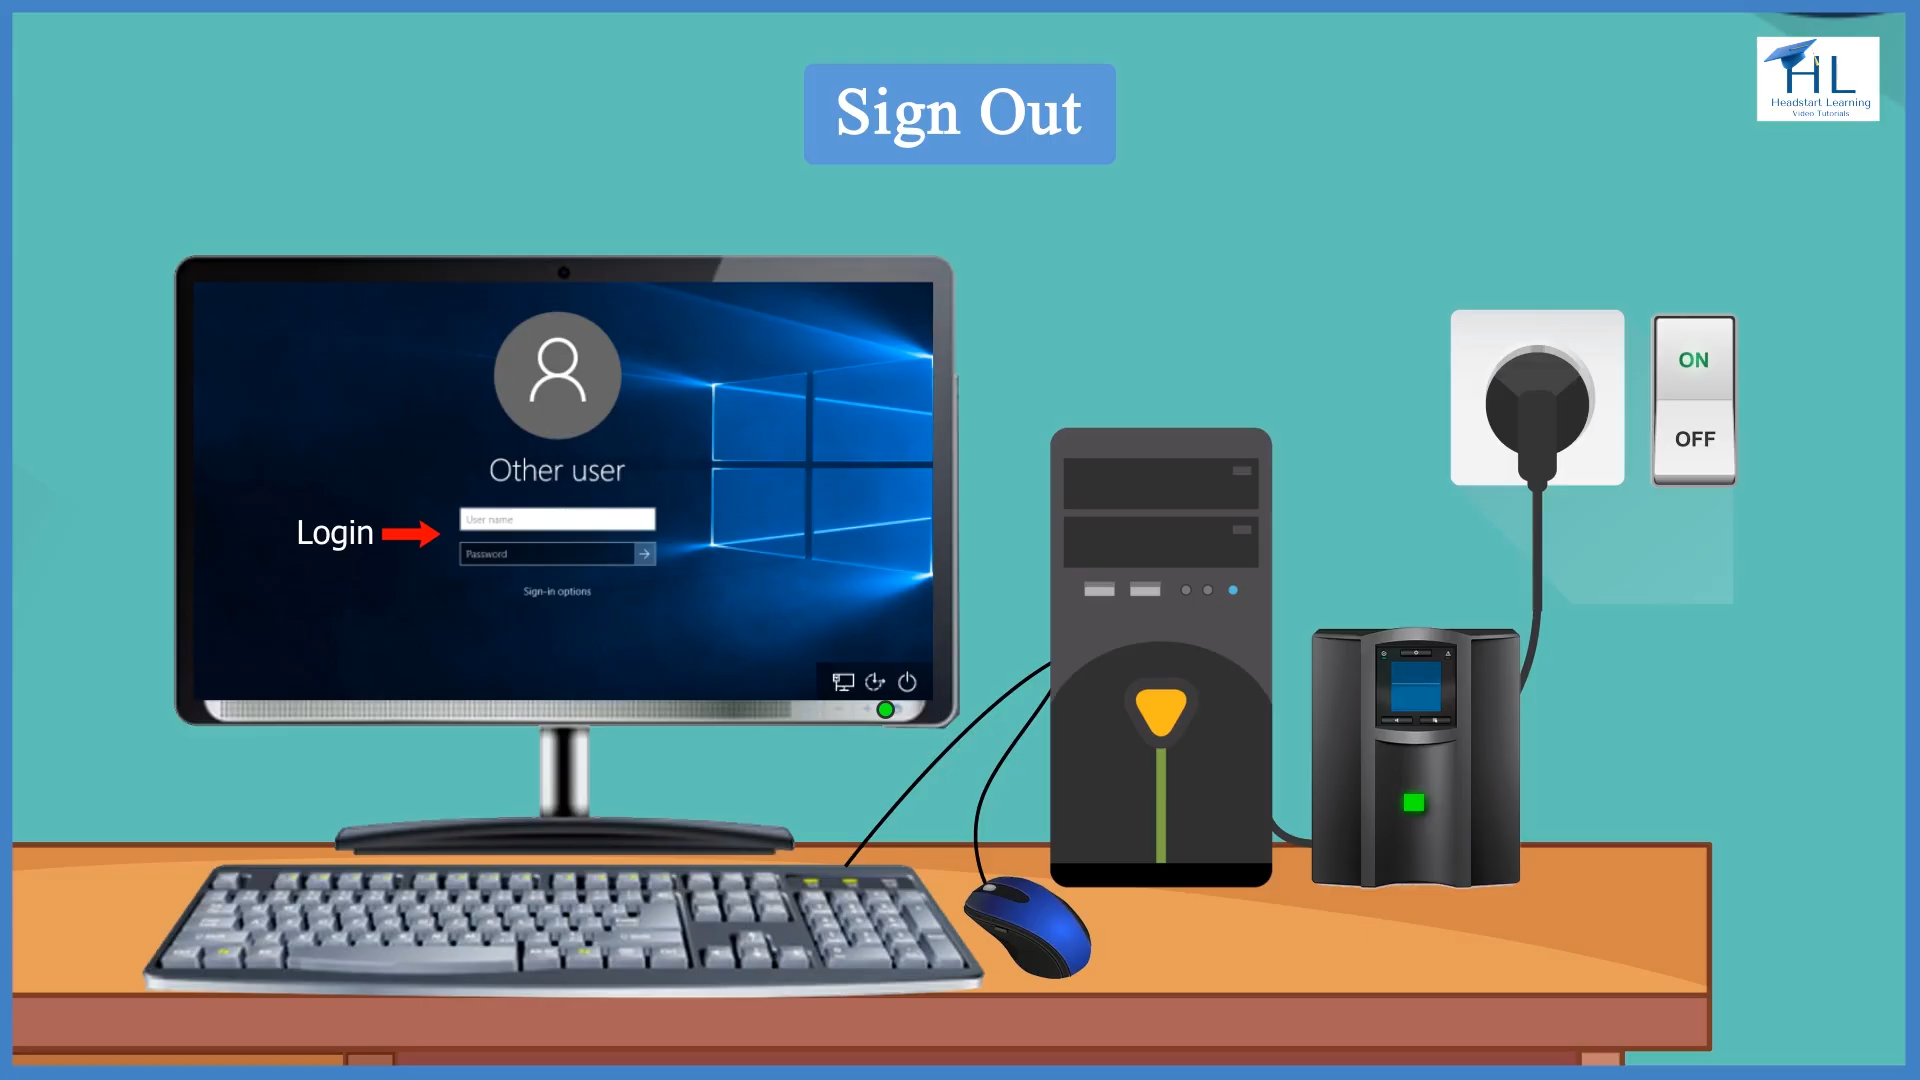 Sign Out
HL
Headstart Learning
Video Tutorials
Other user
User name
Login
Password
Sign-in options
ON
OFF